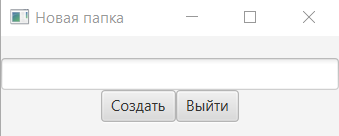 Новая папка
Создать Выйти